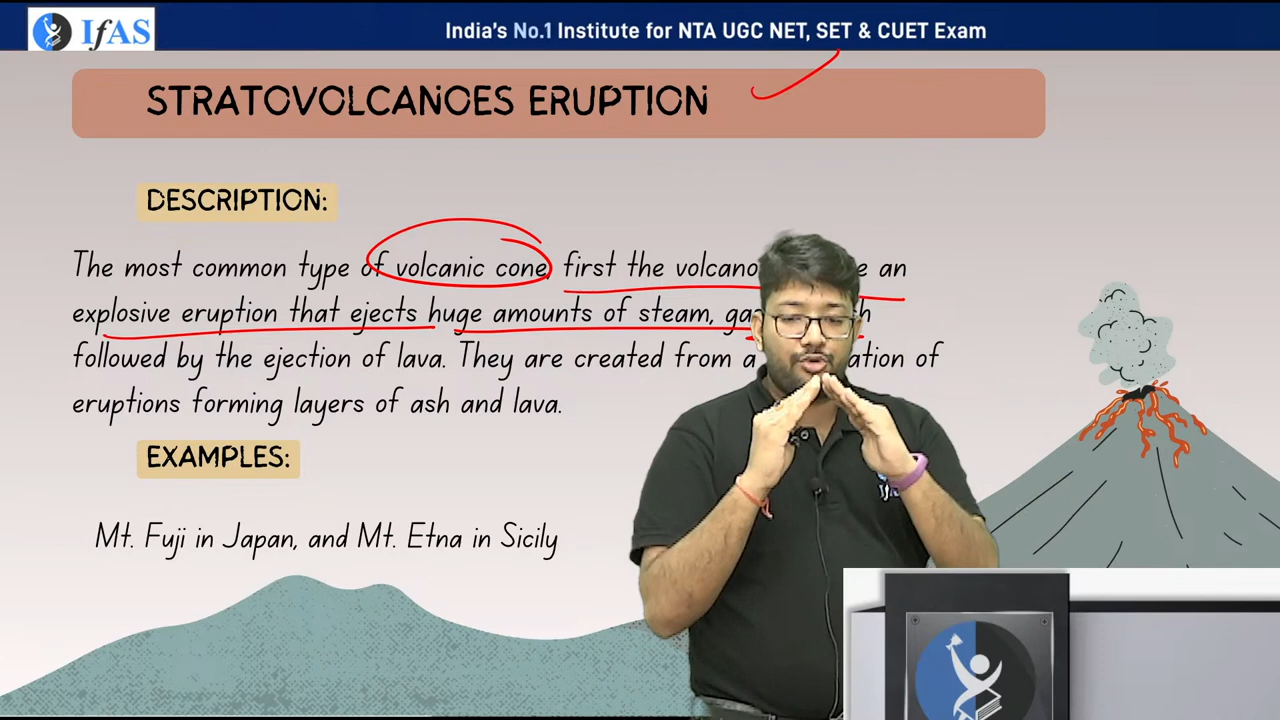 IfAS
India's No.1 Institute for NTA UGC NET, SET & CUET Exam
STRATOVOLCANOES ERUPTION
DESCRIPTION:
The most common type of volcanic cone, first the volcano an
explosive eruption that ejects huge amounts of steam,
followed by the ejection of lava. They are created from a of
eruptions forming layers of ash and lava.
EXAMPLES:
Mt. Fuji in Japan, and Mt. Etna in Sicily